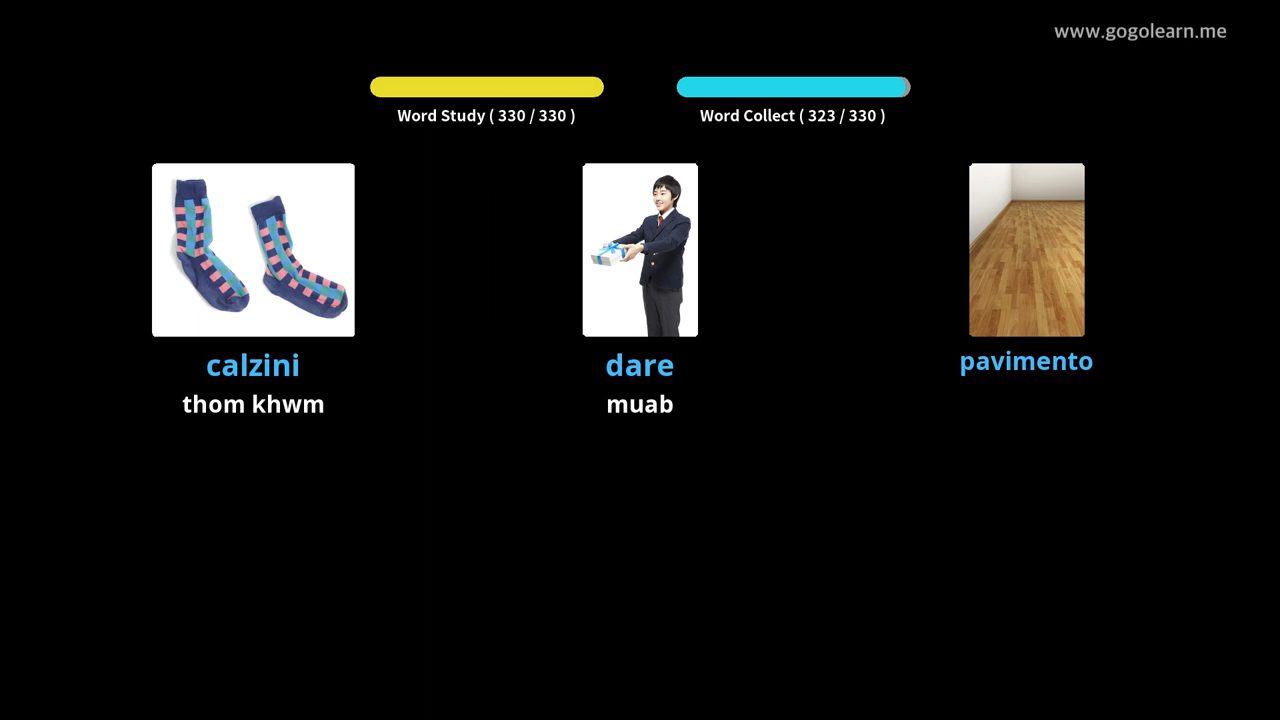 www.gogolearn.me
Word Study ( 330 / 330 )
Word Collect ( 323 / 330 )
calzini
thom khwm
dare
muab
pavimento